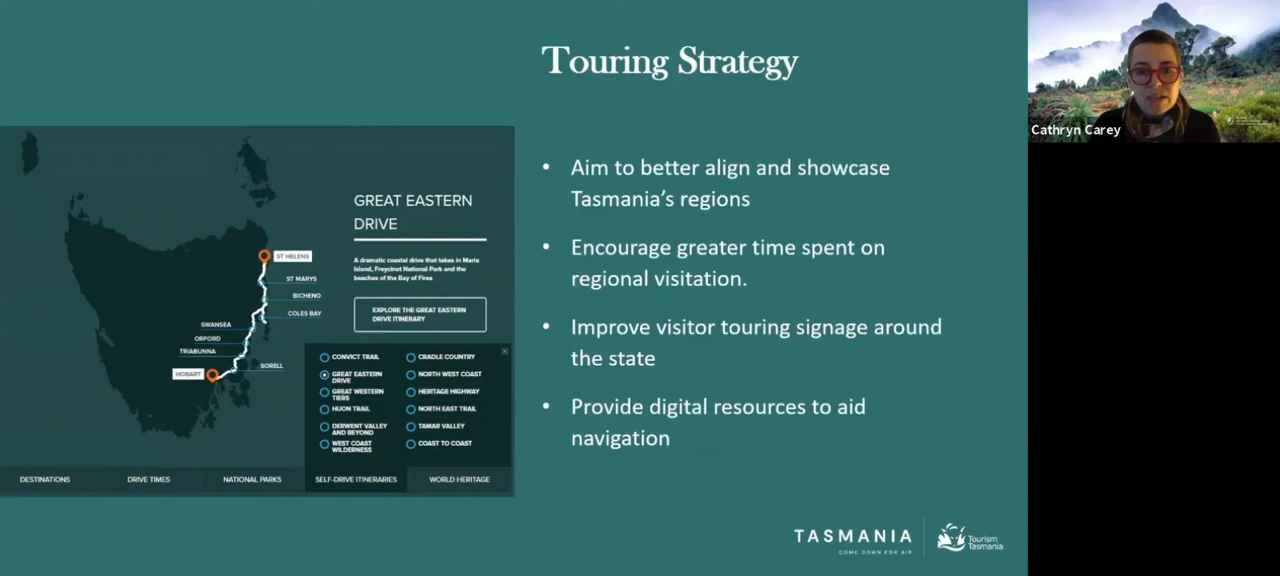 Touring Strategy
Cathryn Carey
GREAT EASTERN
DRIVE
A dramatic coastal drive that takes in Maria
Island, Freycinet National Park and the
beaches of the Bay of Fires
EXPLORE THE GREAT EASTERN
DRIVE ITINERARY
ST HELENS
ST MARYS
BICHENO
COLES BAY
SWANSEA
ORFORD
TRIABUNNA
SORELL
HOBART
CONVICT TRAIL
GREAT EASTERN
DRIVE
GREAT WESTERN
TIERS
HUON TRAIL
DERWENT VALLEY
AND BEYOND
WEST COAST
WILDERNESS
CRADLE COUNTRY
NORTH WEST COAST
HERITAGE HIGHWAY
NORTH EAST TRAIL
TAMAR VALLEY
COAST TO COAST
DESTINATIONS
DRIVE TIMES
NATIONAL PARKS
SELF-DRIVE ITINERARIES
WORLD HERITAGE
• Aim to better align and showcase
Tasmania's regions
• Encourage greater time spent on
regional visitation.
• Improve visitor touring signage around
the state
• Provide digital resources to aid
navigation
TASMANIA
COME DOWN FOR AIR
Tourism
Tasmania